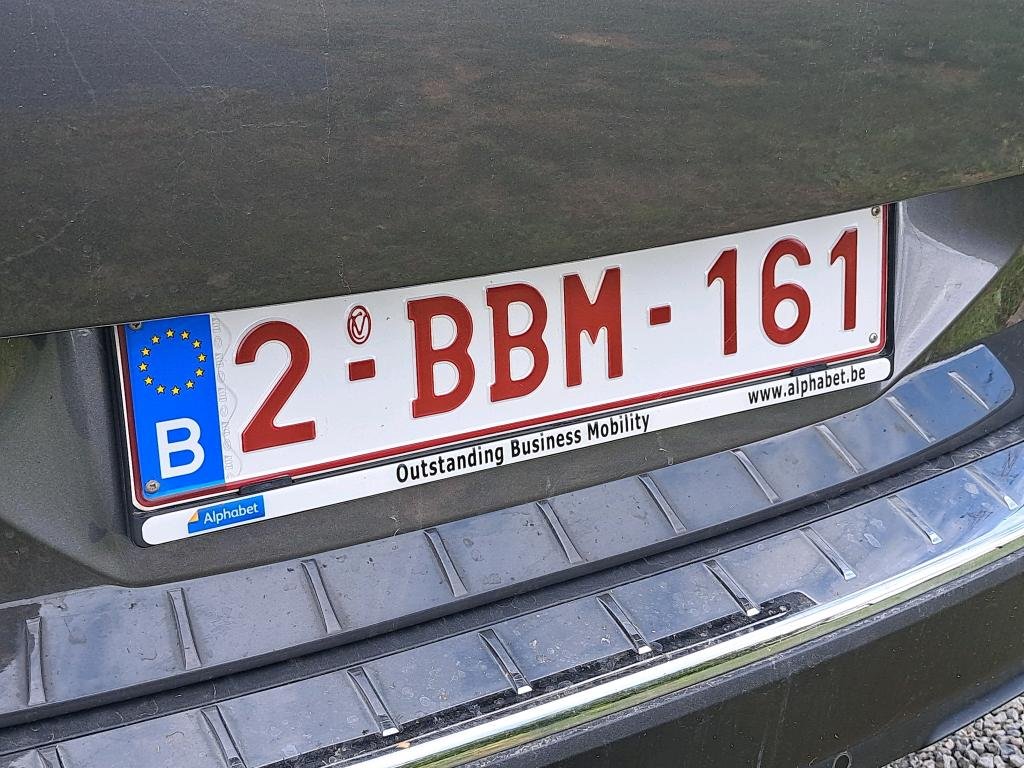 B 2-BBM-161
Alphabet Outstanding Business Mobility www.alphabet.be